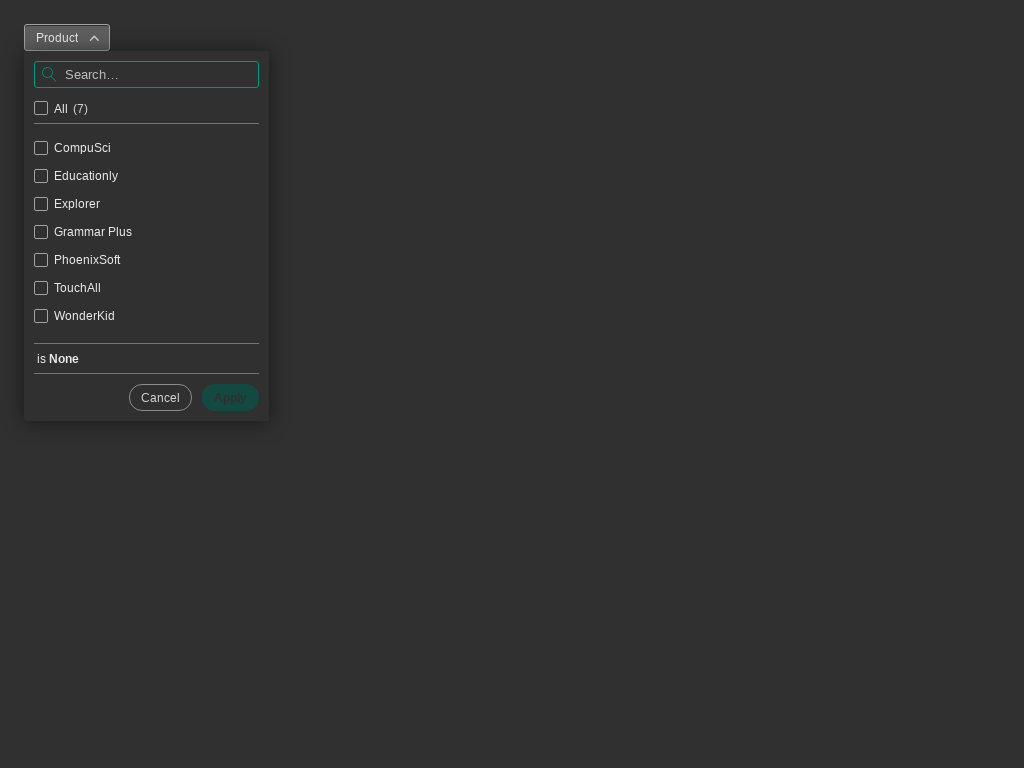 Product
Search…
All (7)
CompuSci
Educationly
Explorer
Grammar Plus
PhoenixSoft
TouchAll
WonderKid
is None
Cancel Apply